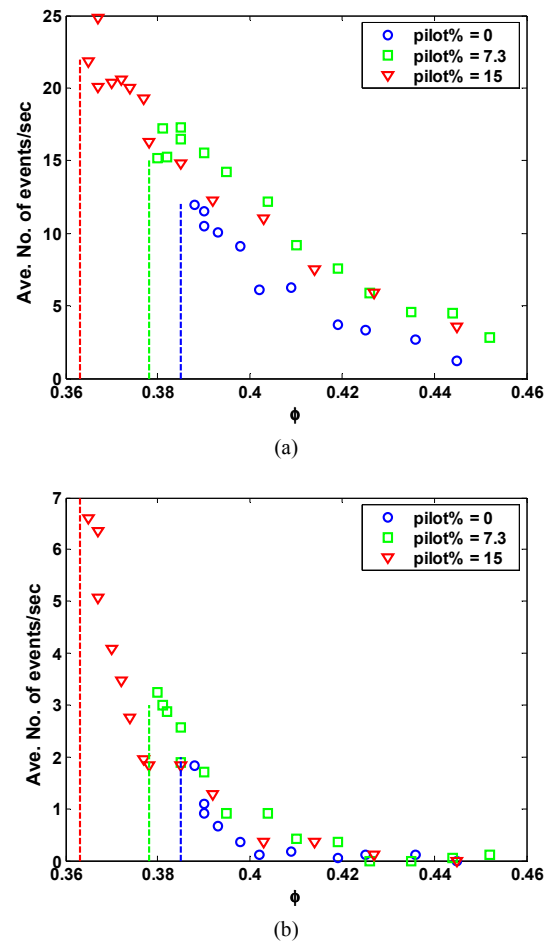 25
20
15
10
5
0
Ave. No. of events/sec
pilot% = 0
pilot% = 7.3
pilot% = 15
0.36
0.38
0.4
0.42
0.44
0.46
ϕ
(a)
7
6
5
4
3
2
1
0
Ave. No. of events/sec
pilot% = 0
pilot% = 7.3
pilot% = 15
0.36
0.38
0.4
0.42
0.44
0.46
ϕ
(b)